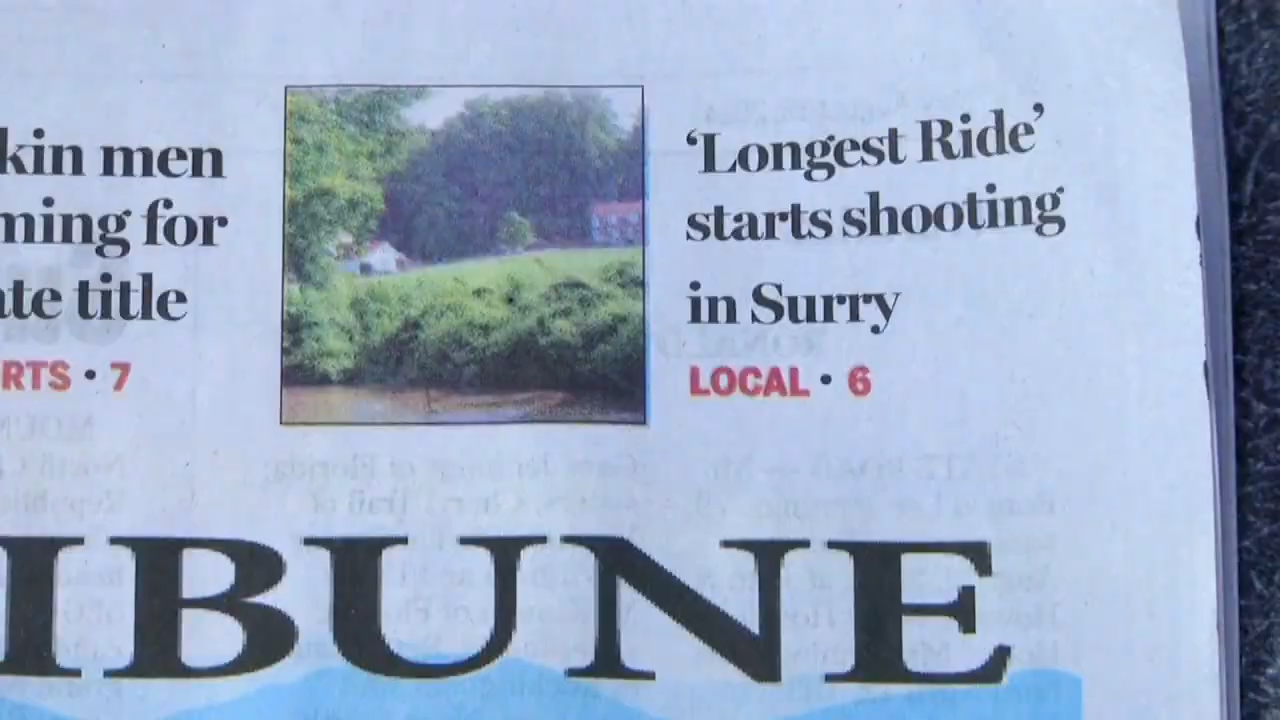 kin men
ming for
ate title
RTS • 7
‘Longest Ride’
starts shooting
in Surry
LOCAL • 6
IBUNE